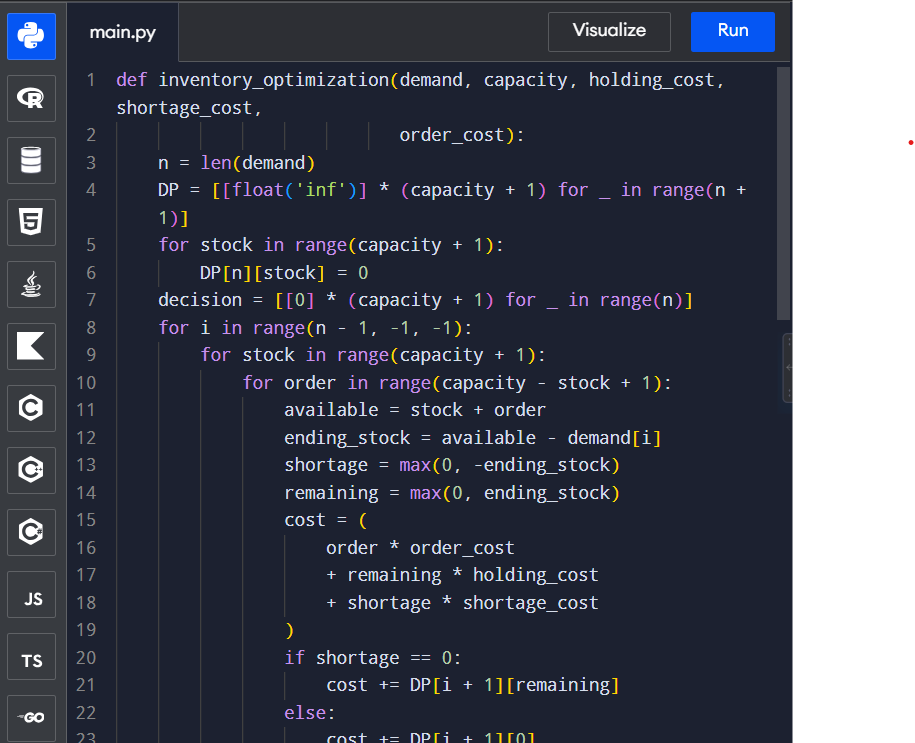 main.py
Visualize
Run
1 def inventory_optimization(demand, capacity, holding_cost,
shortage_cost,
2 order_cost):
3 n = len(demand)
4 DP = [[float('inf')] * (capacity + 1) for _ in range(n +
1)]
5 for stock in range(capacity + 1):
6 DP[n][stock] = 0
7 decision = [[0] * (capacity + 1) for _ in range(n)]
8 for i in range(n - 1, -1, -1):
9 for stock in range(capacity + 1):
10 for order in range(capacity - stock + 1):
11 available = stock + order
12 ending_stock = available - demand[i]
13 shortage = max(0, -ending_stock)
14 remaining = max(0, ending_stock)
15 cost = (
16 order * order_cost
17 + remaining * holding_cost
18 + shortage * shortage_cost
19 )
20 if shortage == 0:
21 cost += DP[i + 1][remaining]
22 else:
23 cost += DP[i + 1][0]
R
5
C
C
C
JS
TS
GO